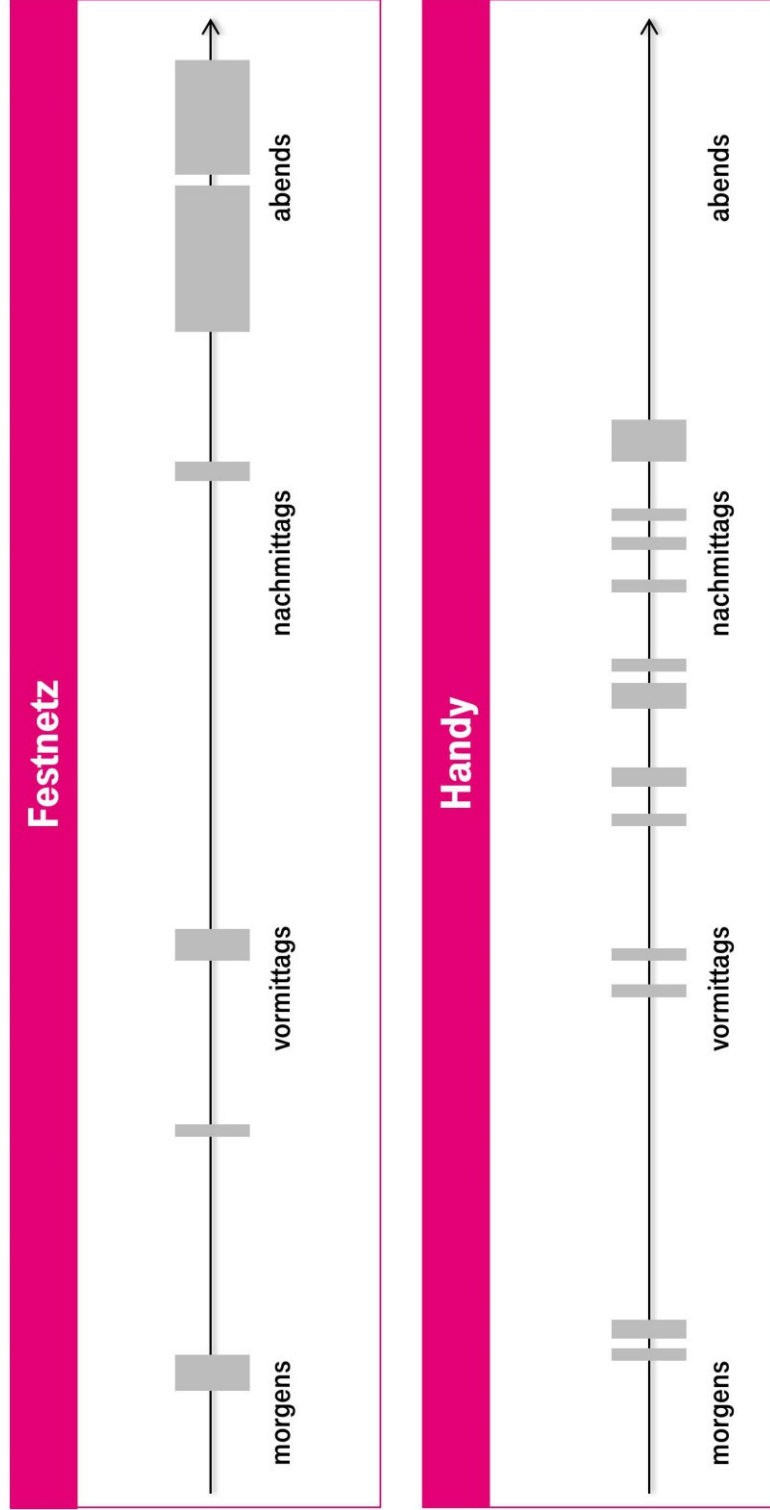 Festnetz
morgens
vormittags
nachmittags
abends
Handy
morgens
vormittags
nachmittags
abends